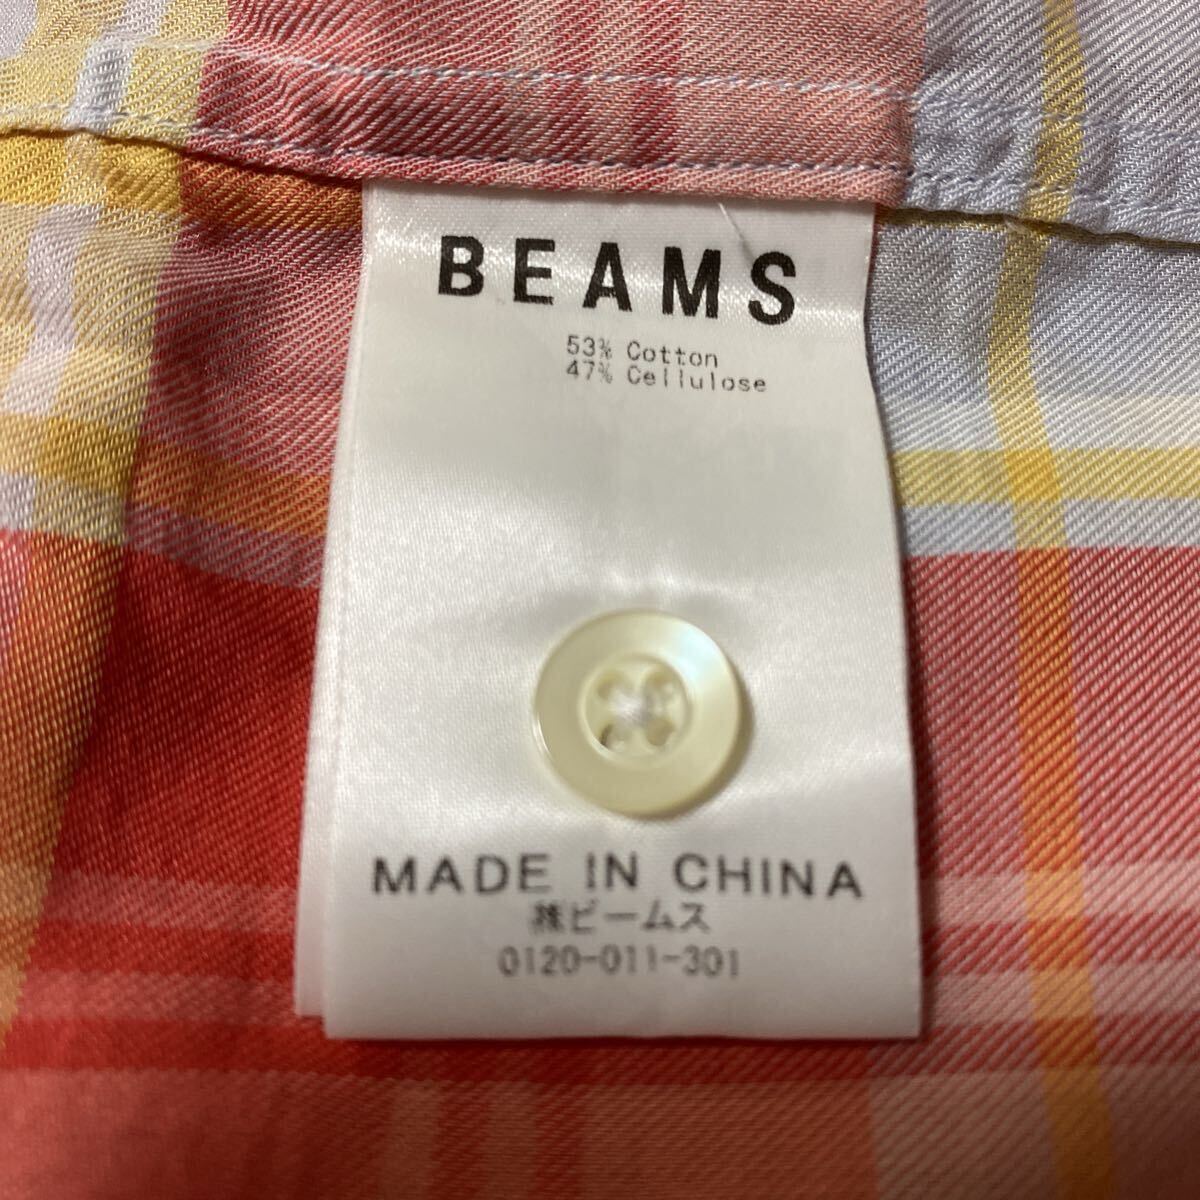 BEAMS
53% Cotton
47% Cellulose
MADE IN CHINA
株ビームス
0120-011-301